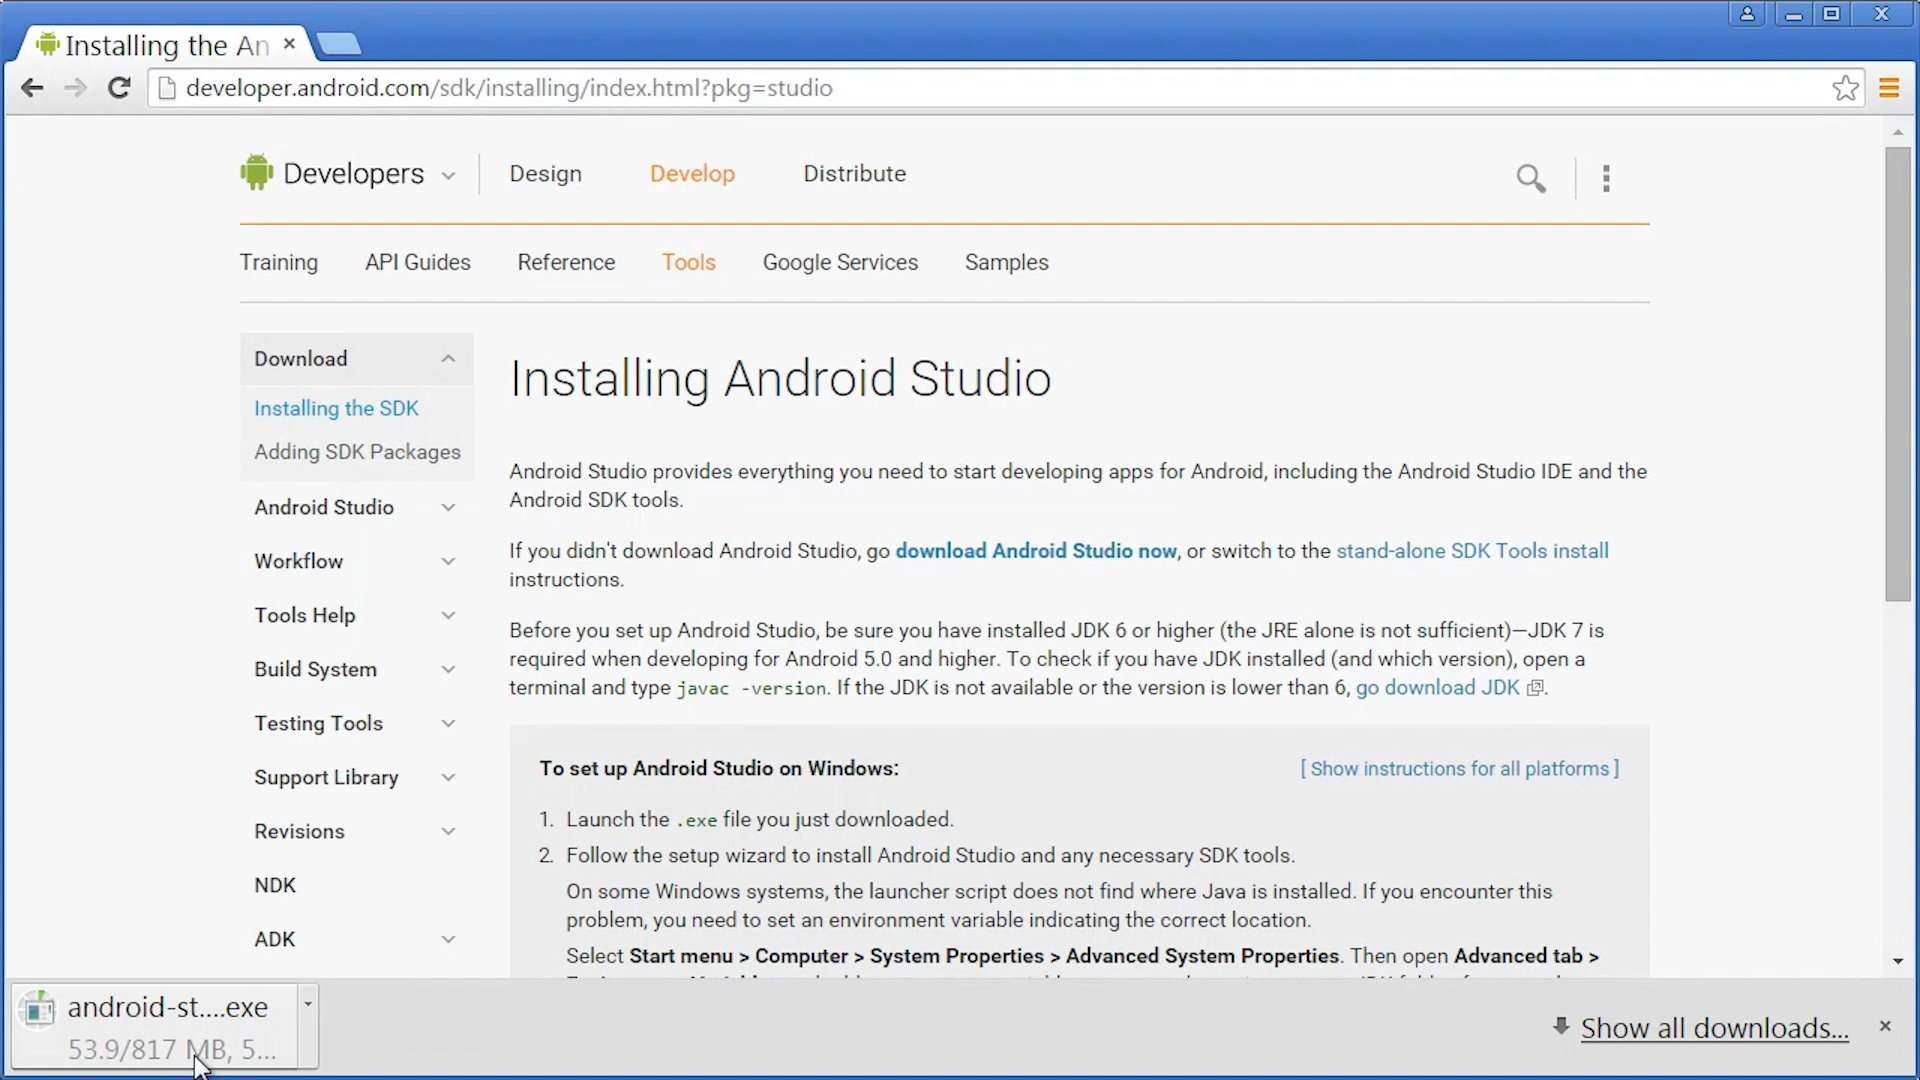 Installing the An
developer.android.com/sdk/installing/index.html?pkg=studio
Developers
Design
Develop
Distribute
Training
API Guides
Reference
Tools
Google Services
Samples
Download
Installing the SDK
Adding SDK Packages
Android Studio
Workflow
Tools Help
Build System
Testing Tools
Support Library
Revisions
NDK
ADK
Installing Android Studio
Android Studio provides everything you need to start developing apps for Android, including the Android Studio IDE and the
Android SDK tools.
If you didn't download Android Studio, go download Android Studio now, or switch to the stand-alone SDK Tools install
instructions.
Before you set up Android Studio, be sure you have installed JDK 6 or higher (the JRE alone is not sufficient)—JDK 7 is
required when developing for Android 5.0 and higher. To check if you have JDK installed (and which version), open a
terminal and type javac -version. If the JDK is not available or the version is lower than 6, go download JDK.
To set up Android Studio on Windows:
[ Show instructions for all platforms ]
1. Launch the .exe file you just downloaded.
2. Follow the setup wizard to install Android Studio and any necessary SDK tools.
On some Windows systems, the launcher script does not find where Java is installed. If you encounter this
problem, you need to set an environment variable indicating the correct location.
Select Start menu > Computer > System Properties > Advanced System Properties. Then open Advanced tab >
android-st....exe
53.9/817 MB, 5...
Show all downloads...